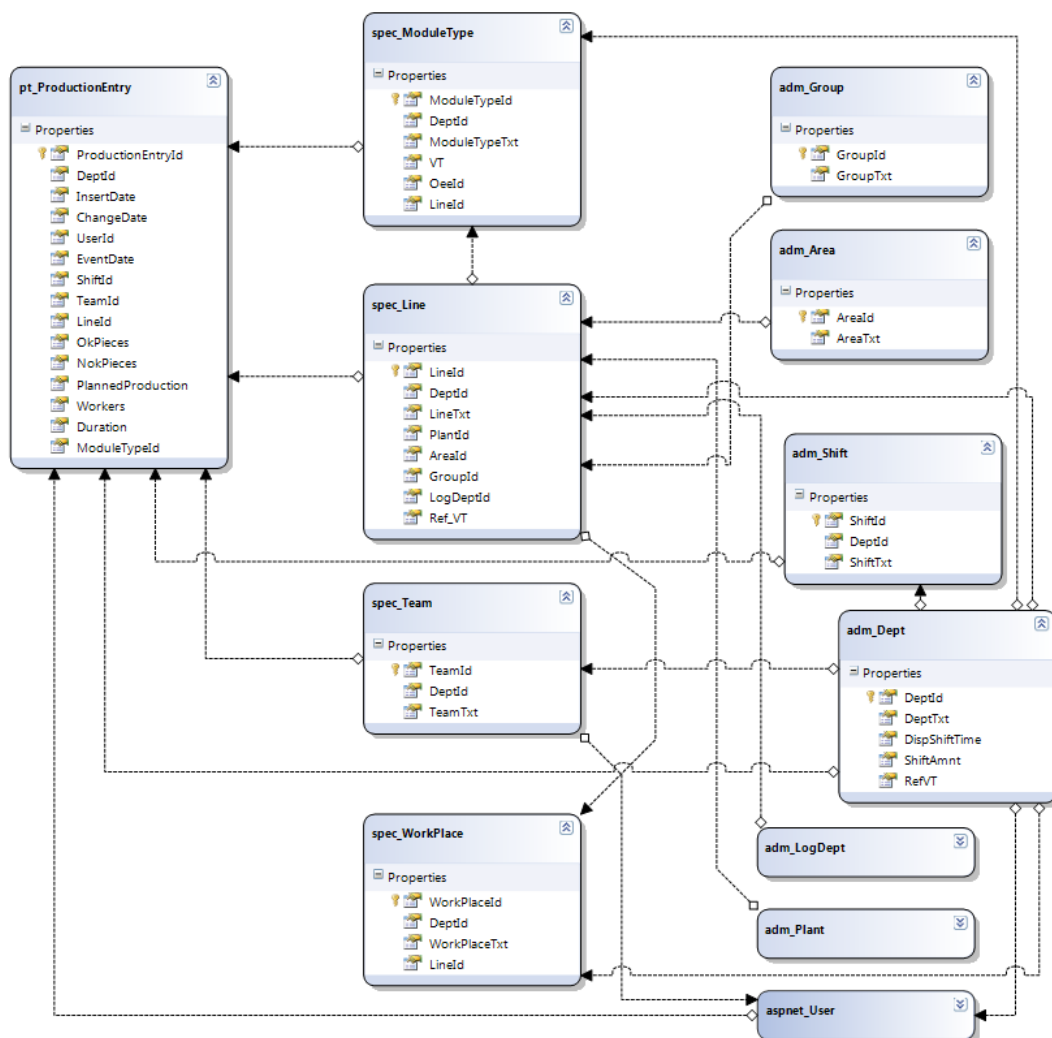 pt_ProductionEntry
Properties
ProductionEntryId
DeptId
InsertDate
ChangeDate
UserId
EventDate
ShiftId
TeamId
LineId
OkPieces
NokPieces
PlannedProduction
Workers
Duration
ModuleTypeId
spec_ModuleType
Properties
ModuleTypeId
DeptId
ModuleTypeTxt
VT
OeeId
LineId
spec_Line
Properties
LineId
DeptId
LineTxt
PlantId
AreaId
GroupId
LogDeptId
Ref_VT
spec_Team
Properties
TeamId
DeptId
TeamTxt
spec_WorkPlace
Properties
WorkPlaceId
DeptId
WorkPlaceTxt
LineId
adm_Group
Properties
GroupId
GroupTxt
adm_Area
Properties
AreaId
AreaTxt
adm_Shift
Properties
ShiftId
DeptId
ShiftTxt
adm_Dept
Properties
DeptId
DeptTxt
DispShiftTime
ShiftAmnt
RefVT
adm_LogDept
adm_Plant
aspnet_User